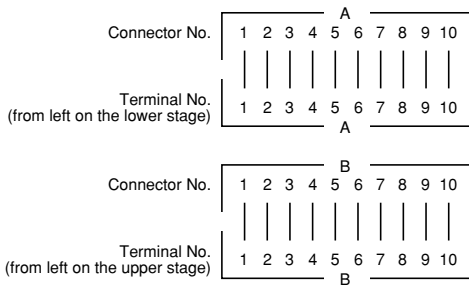 A
Connector No. 1 2 3 4 5 6 7 8 9 10
Terminal No.
(from left on the lower stage) 1 2 3 4 5 6 7 8 9 10
A
B
Connector No. 1 2 3 4 5 6 7 8 9 10
Terminal No.
(from left on the upper stage) 1 2 3 4 5 6 7 8 9 10
B